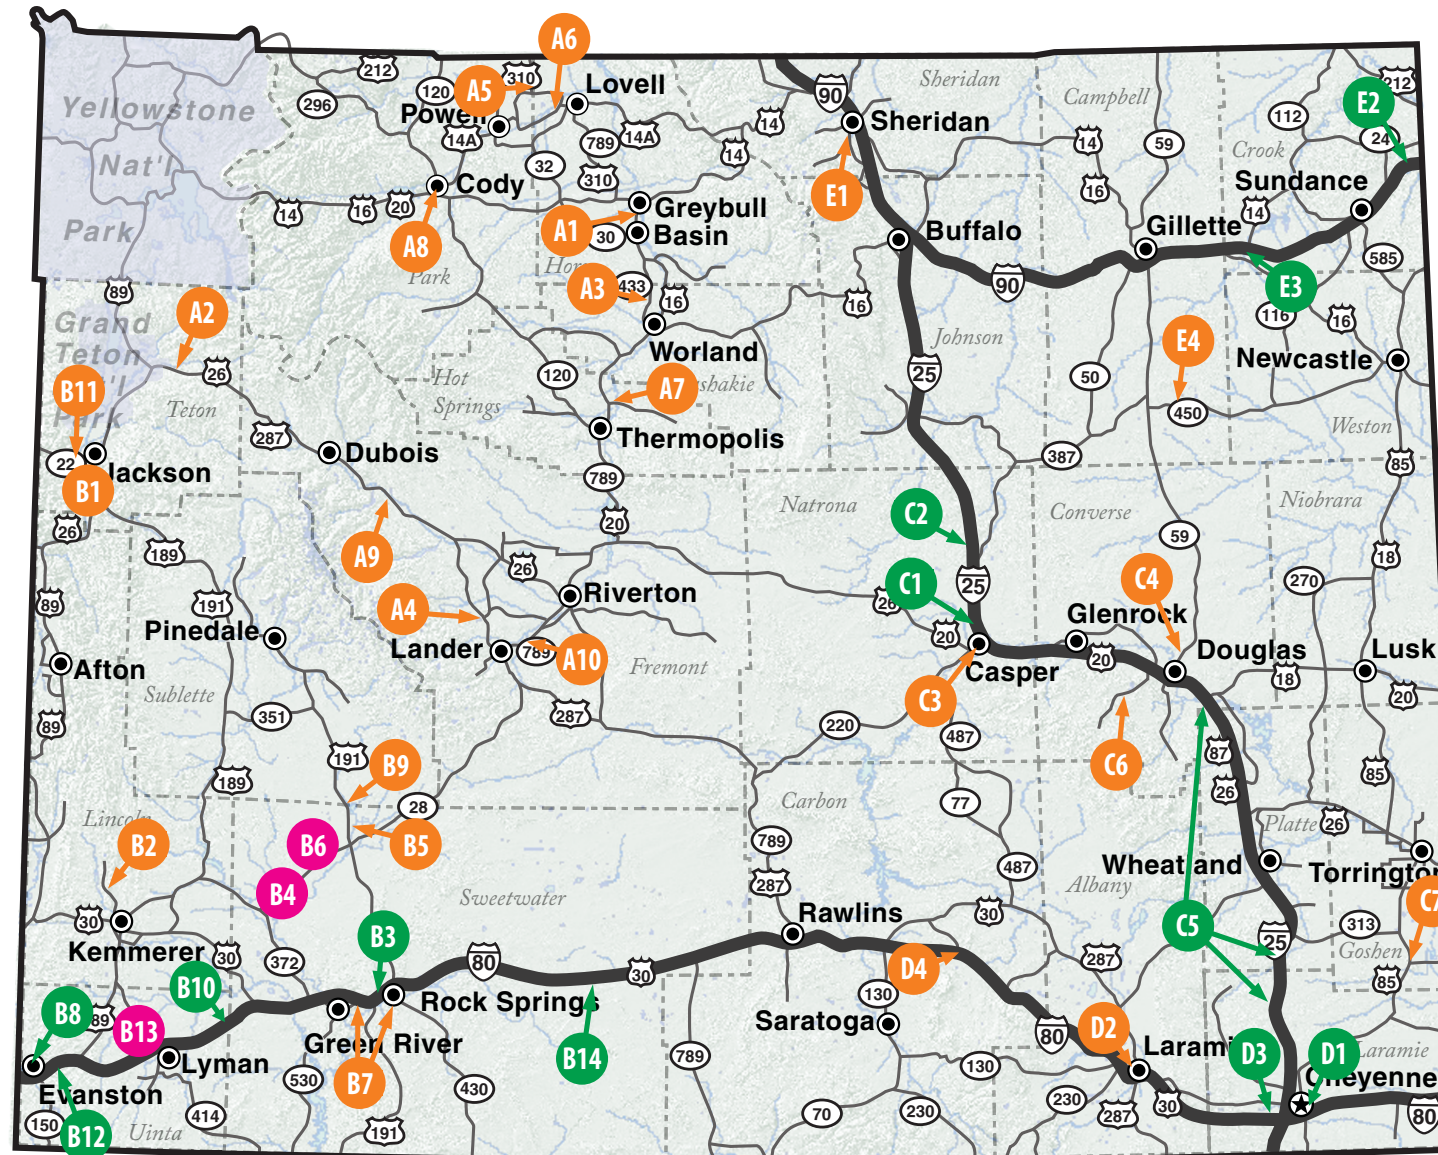 A6
212
310
Lovell
Sheridan
90
212
296
120
A5
Powell
Campbell
E2
Yellowstone
14A
789
14A
14
Sheridan
112
24
Nat'l
32
14
14
59
Crook
Cody
310
E1
16
Sundance
14
16
20
Greybull
14
Park
A8
A1
30
Basin
Buffalo
Gillette
Park
Horn
585
89
A3
433
16
90
E3
Grand
A2
16
116
16
Teton
Worland
Johnson
E4
Newcastle
Nat'l
26
Hot
120
Washakie
25
50
B11
Park
Teton
Springs
A7
450
287
Dubois
Thermopolis
Weston
22
Jackson
789
387
85
B1
Natrona
C2
Converse
Niobrara
26
20
59
189
A9
26
18
C1
25
C4
270
89
191
A4
Riverton
26
Glenrock
Pinedale
20
Douglas
Lusk
Lander
789
A10
Casper
20
Afton
Fremont
18
Sublette
C3
20
351
287
220
487
89
C6
87
191
B9
85
189
26
28
Carbon
77
Lincoln
Platte
26
B2
B6
B5
789
Wheatland
Torrington
B4
287
487
Albany
Sweetwater
C7
30
Rawlins
30
313
B3
C5
Kemmerer
30
372
80
30
D4
287
25
Goshen
B10
85
B8
89
Rock Springs
130
B13
Green River
Saratoga
80
D2
Lyman
B14
Laramie
D3
D1
Laramie
789
Evanston
B7
130
Cheyenne
530
430
150
B12
414
70
230
230
30
80
Uinta
191
287